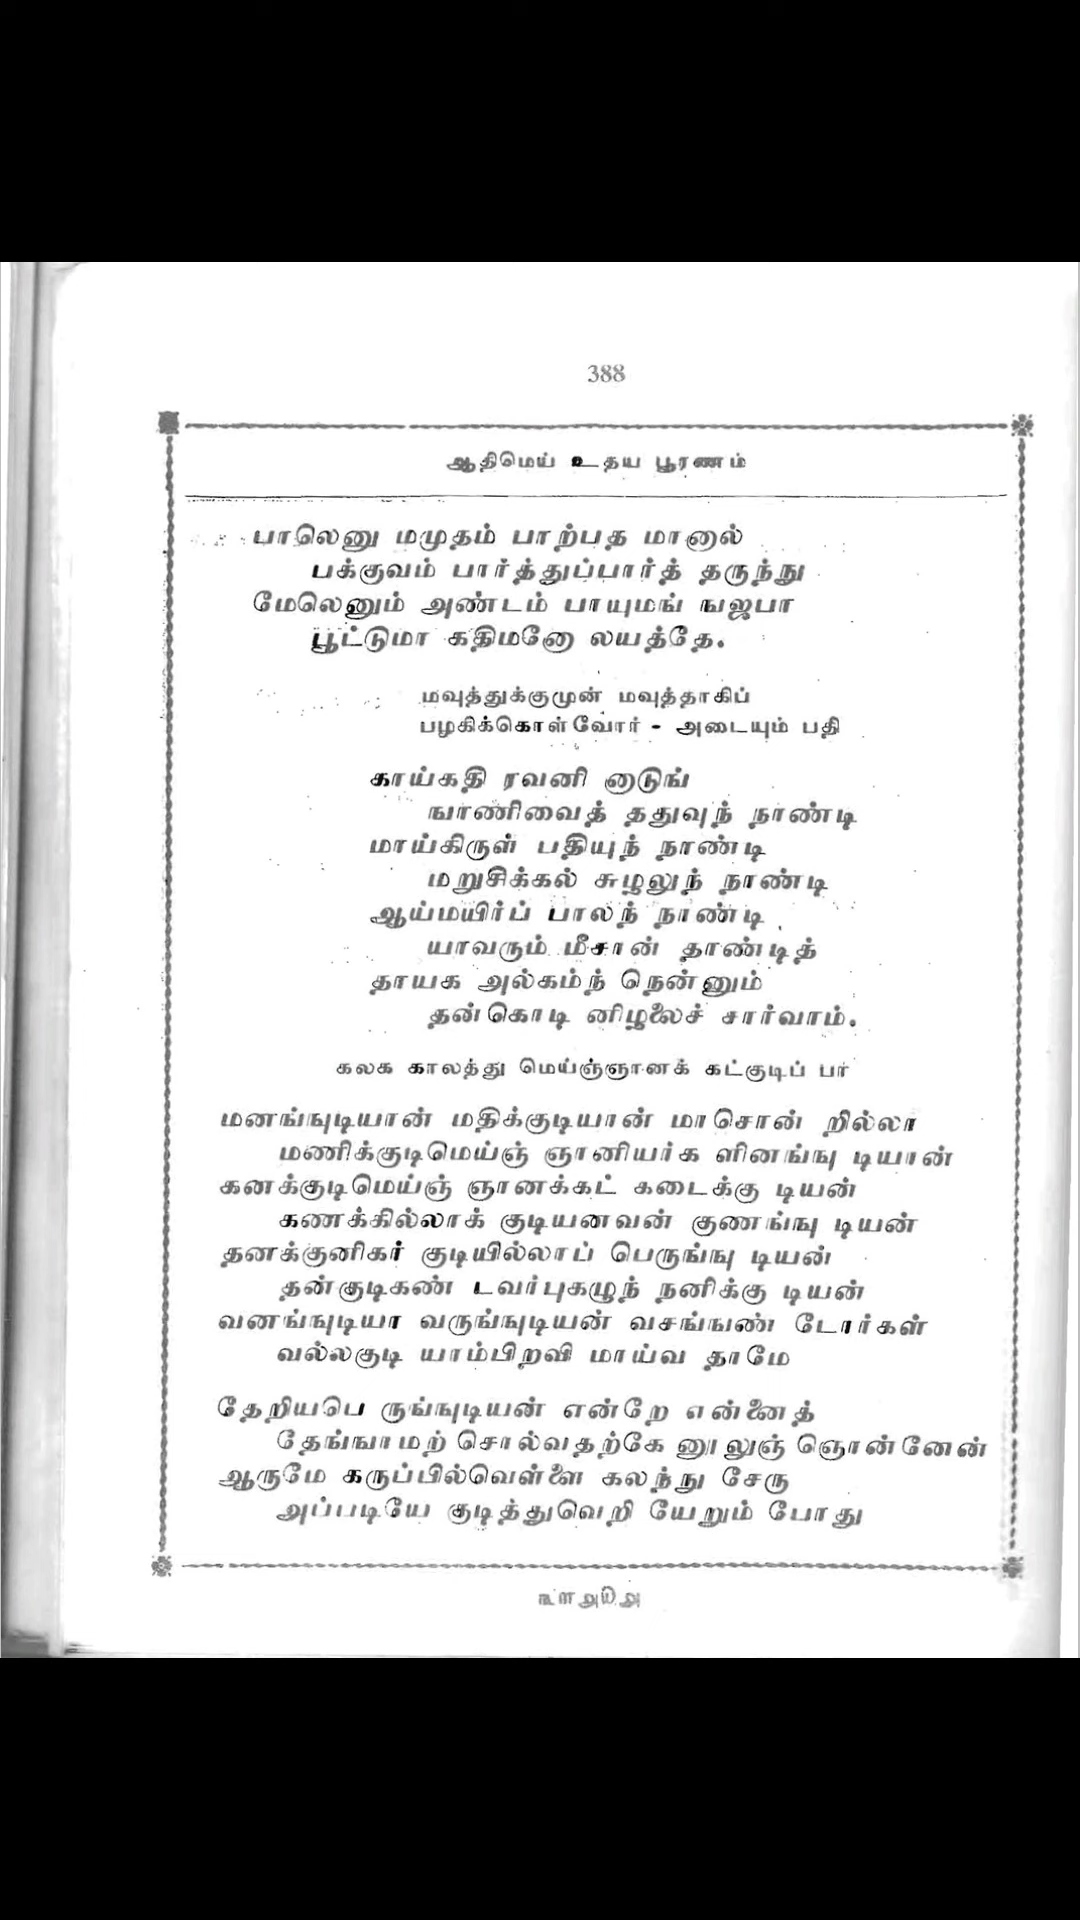 388
ஆதிமெய் உதய பூரணம்
பாலெனு மமுதம் பாற்பத மானால்
பக்குவம் பார்த்துப்பார்த் தருந்து
மேலெனும் அண்டம் பாயுமங் ஙஜபா
பூட்டுமா கதிமனோ லயத்தே.
மவுத்துக்குமுன் மவுத்தாகிப்
பழகிக்கொள்வோர் - அடையும் பதி
காய்கதி ரவனி னடுங்
ஙாணிவைத் ததுவுந் நாண்டி
மாய்கிருள் பதியுந் நாண்டி
மறுசிக்கல் சுழலுந் நாண்டி
ஆய்மயிர்ப் பாலந் நாண்டி
யாவரும் மீசான் தாண்டித்
தாயக அல்கம்ந் நென்னும்
தன்கொடி னிழலைச் சார்வாம்.
கலக காலத்து மெய்ஞ்ஞானக் கட்குடிப் பர்
மனங்ஙுடியான் மதிக்குடியான் மாசொன் றில்லா
மணிக்குடிமெய்ஞ் ஞானியர்க ளினங்ஙு டியான்
கனக்குடிமெய்ஞ் ஞானக்கட் கடைக்கு டியன்
கணக்கில்லாக் குடியனவன் குணங்ஙு டியன்
தனக்குனிகர் குடியில்லாப் பெருங்ஙு டியன்
தன்குடிகண் டவர்புகழுந் நனிக்கு டியன்
வனங்ஙுடியா வருங்ஙுடியன் வசங்ஙண் டோர்கள்
வல்லகுடி யாம்பிறவி மாய்வ தாமே
தேறியபெ ருங்ஙுடியன் என்றே என்னைத்
தேங்ஙாமற் சொல்வதற்கே னூலுஞ் ஞொன்னேன்
ஆருமே கருப்பில்வெள்ளை கலந்து சேரு
அப்படியே குடித்துவெறி யேறும் போது
௩ள௮ய௮